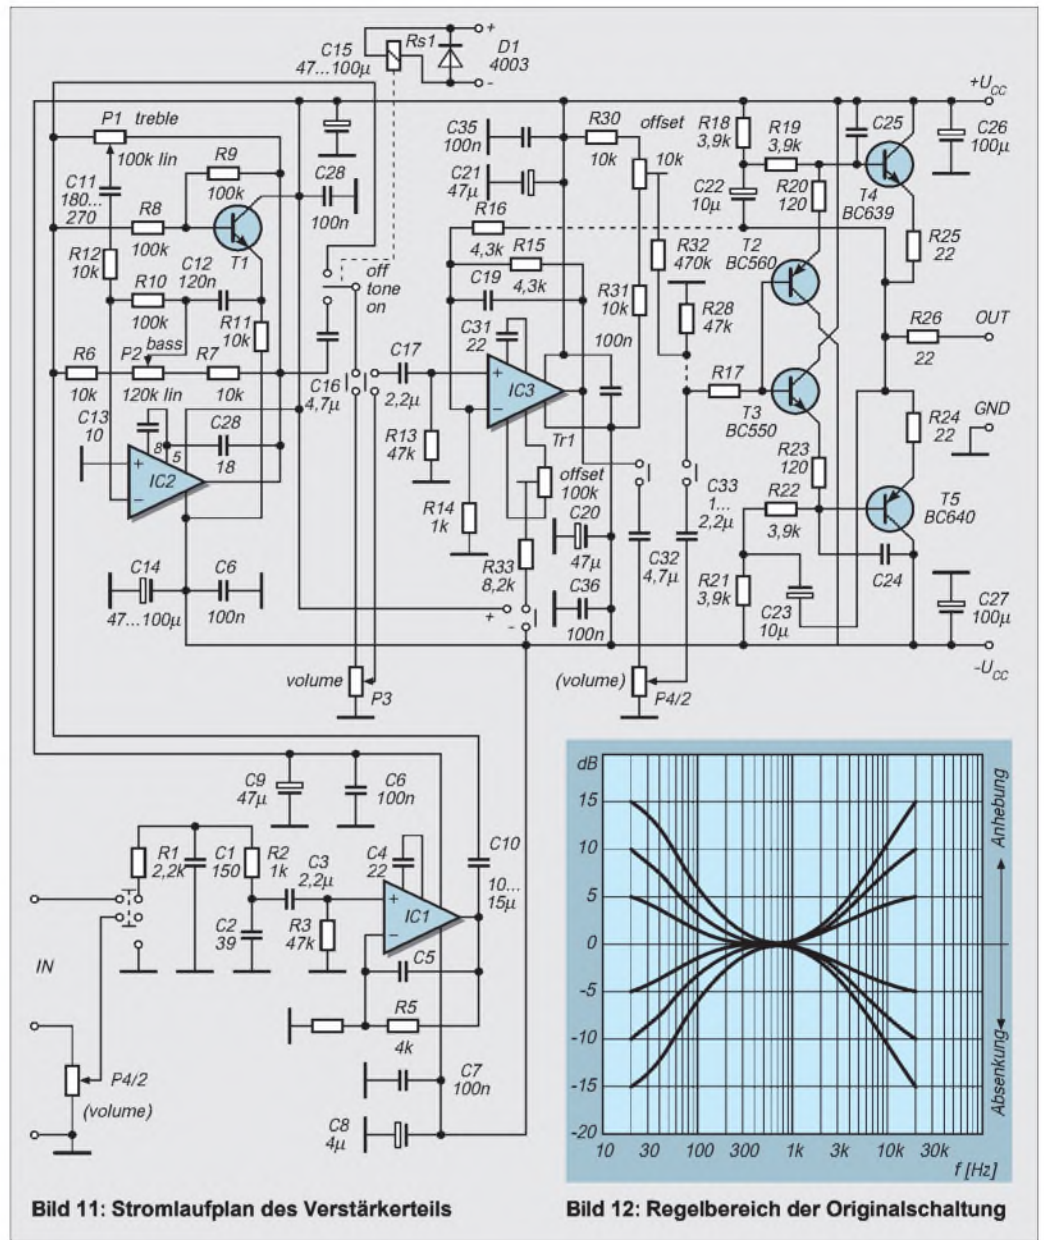 C15
47...100µ
Rs1
+
-
D1
4003
+U_CC
P1 treble
100k lin
C11
180...
270
R9
100k
R8
100k
T1
C28
100n
R12
10k
R10
100k
C12
120n
R11
10k
bass
R6
10k
P2
120k lin
R7
10k
off
tone
on
C16
4,7µ
C13
10
8
5
C28
18
+
IC2
−
C14
47...100µ
C6
100n
C35
100n
C21
47µ
R16
4,3k
R15
4,3k
C19
C31
22
C17
2,2µ
R13
47k
R14
1k
+
IC3
−
Tr1
offset
100k
R33
8,2k
C20
47µ
C36
100n
+
-
R30
10k
offset
10k
R32
470k
R31
10k
100n
R28
47k
R17
C32
4,7µ
C33
1...
2,2µ
R18
3,9k
R19
3,9k
C22
10µ
R20
120
C25
T4
BC639
C26
100µ
T2
BC560
R25
22
OUT
R26
22
T3
BC550
R24
22
GND
R23
120
R22
3,9k
T5
BC640
C24
R21
3,9k
C23
10µ
C27
100µ
-U_CC
volume
P3
(volume)
P4/2
C9
47µ
C6
100n
R1
2,2k
C1
150
R2
1k
C3
2,2µ
C4
22
C10
10...
15µ
C2
39
R3
47k
+
IC1
−
C5
IN
R5
4k
C7
100n
C8
4µ
P4/2
(volume)
dB
15
10
5
0
-5
-10
-15
-20
10 30 100 300 1k 3k 10k 30k
f [Hz]
Anhebung
Absenkung
Bild 11: Stromlaufplan des Verstärkerteils
Bild 12: Regelbereich der Originalschaltung